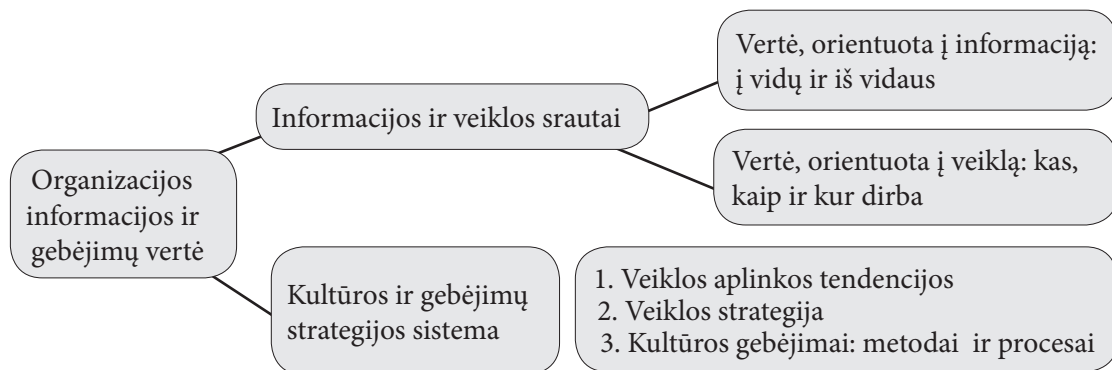 Vertė, orientuota į informaciją:
į vidų ir iš vidaus
Informacijos ir veiklos srautai
Vertė, orientuota į veiklą: kas,
kaip ir kur dirba
Organizacijos
informacijos ir
gebėjimų vertė
Kultūros ir gebėjimų
strategijos sistema
1. Veiklos aplinkos tendencijos
2. Veiklos strategija
3. Kultūros gebėjimai: metodai ir procesai